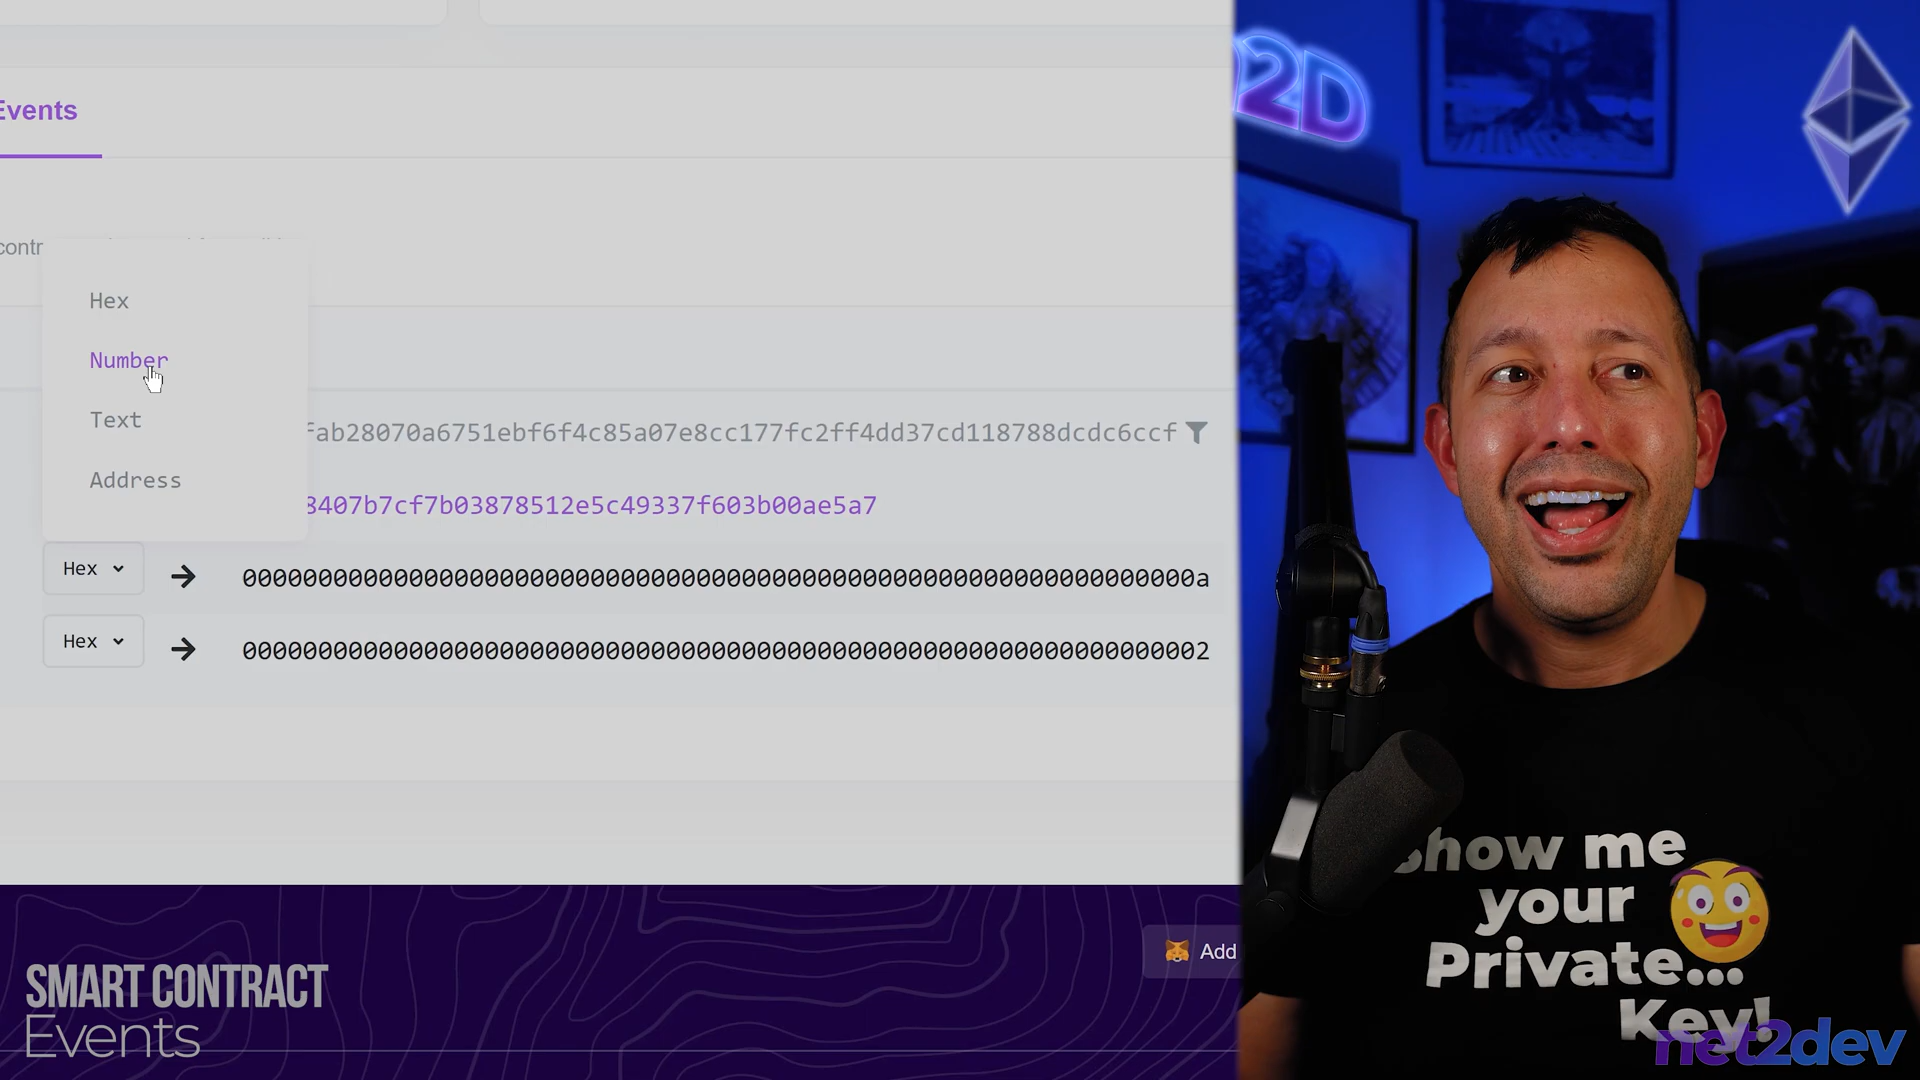 Events
contr
Hex
Number
Text
Address
fab28070a6751ebf6f4c85a07e8cc177fc2ff4dd37cd118788dcdc6ccf
8407b7cf7b03878512e5c49337f603b00ae5a7
Hex
000000000000000000000000000000000000000000000000000000000000000a
Hex
0000000000000000000000000000000000000000000000000000000000000002
Add
SMART CONTRACT
Events
2D
Show me
your
Private...
Key!
net2dev